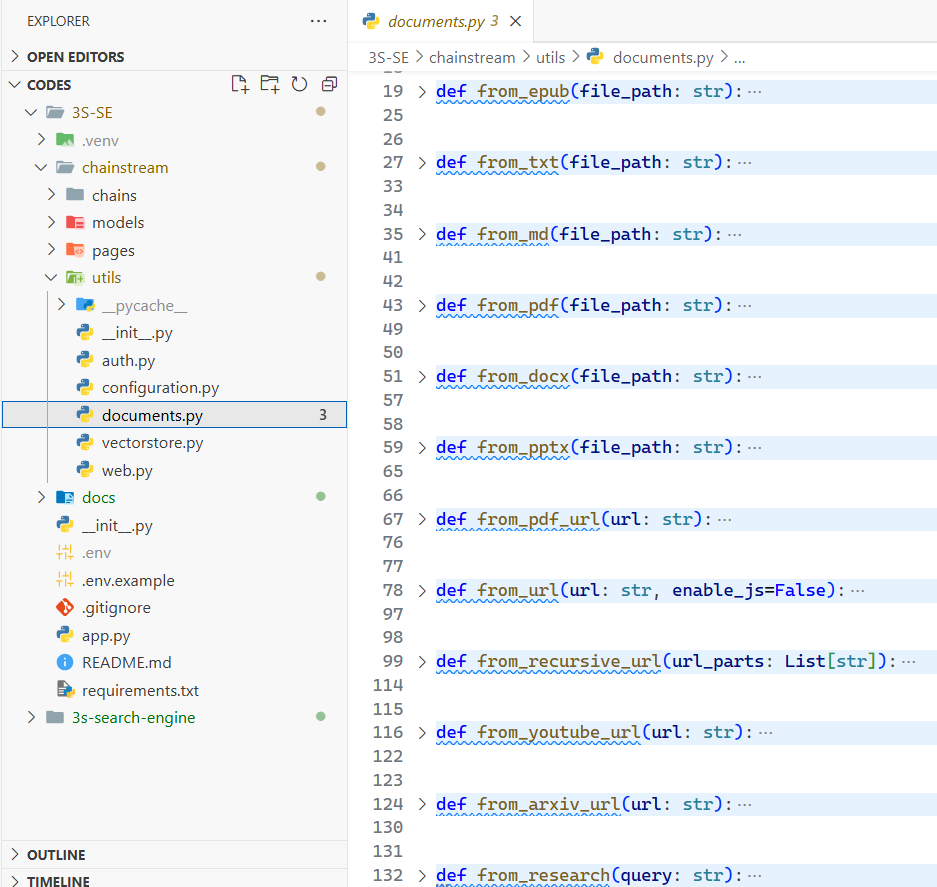 EXPLORER
OPEN EDITORS
CODES
3S-SE
.venv
chainstream
chains
models
pages
utils
__pycache__
__init__.py
auth.py
configuration.py
documents.py 3
vectorstore.py
web.py
docs
__init__.py
.env
.env.example
.gitignore
app.py
README.md
requirements.txt
3s-search-engine
OUTLINE
TIMELINE
documents.py 3
3S-SE > chainstream > utils > documents.py > ...
19 > def from_epub(file_path: str):···
25
26
27 > def from_txt(file_path: str):···
33
34
35 > def from_md(file_path: str):···
41
42
43 > def from_pdf(file_path: str):···
49
50
51 > def from_docx(file_path: str):···
57
58
59 > def from_pptx(file_path: str):···
65
66
67 > def from_pdf_url(url: str):···
76
77
78 > def from_url(url: str, enable_js=False):···
97
98
99 > def from_recursive_url(url_parts: List[str]):···
114
115
116 > def from_youtube_url(url: str):···
122
123
124 > def from_arxiv_url(url: str):···
130
131
132 > def from_research(query: str):···